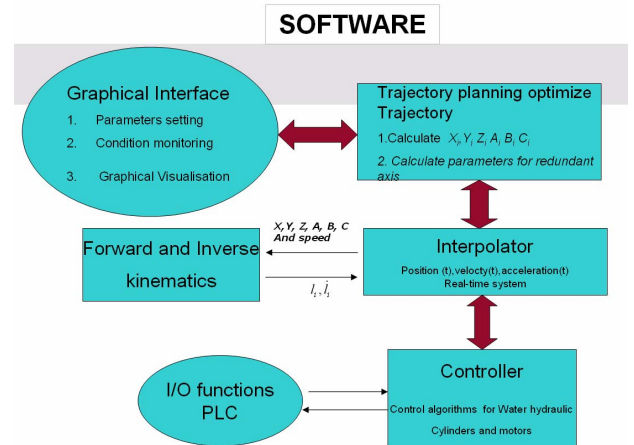 SOFTWARE
Graphical Interface
1. Parameters setting
2. Condition monitoring
3. Graphical Visualisation
Trajectory planning optimize
Trajectory
1.Calculate Xi, Yi Zi Ai Bi Ci
2. Calculate parameters for redundant
axis
X, Y, Z, A, B, C
And speed
Forward and Inverse
kinematics
l̇i, l̇i
Interpolator
Position (t),velocty(t),acceleration(t)
Real-time system
I/O functions
PLC
Controller
Control algorithms for Water hydraulic
Cylinders and motors